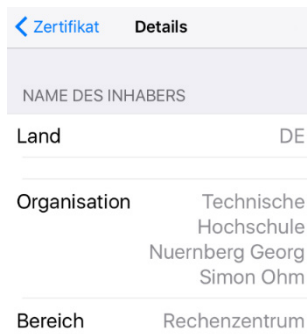 Zertifikat Details
NAME DES INHABERS
Land DE
Organisation Technische
Hochschule
Nuernberg Georg
Simon Ohm
Bereich Rechenzentrum